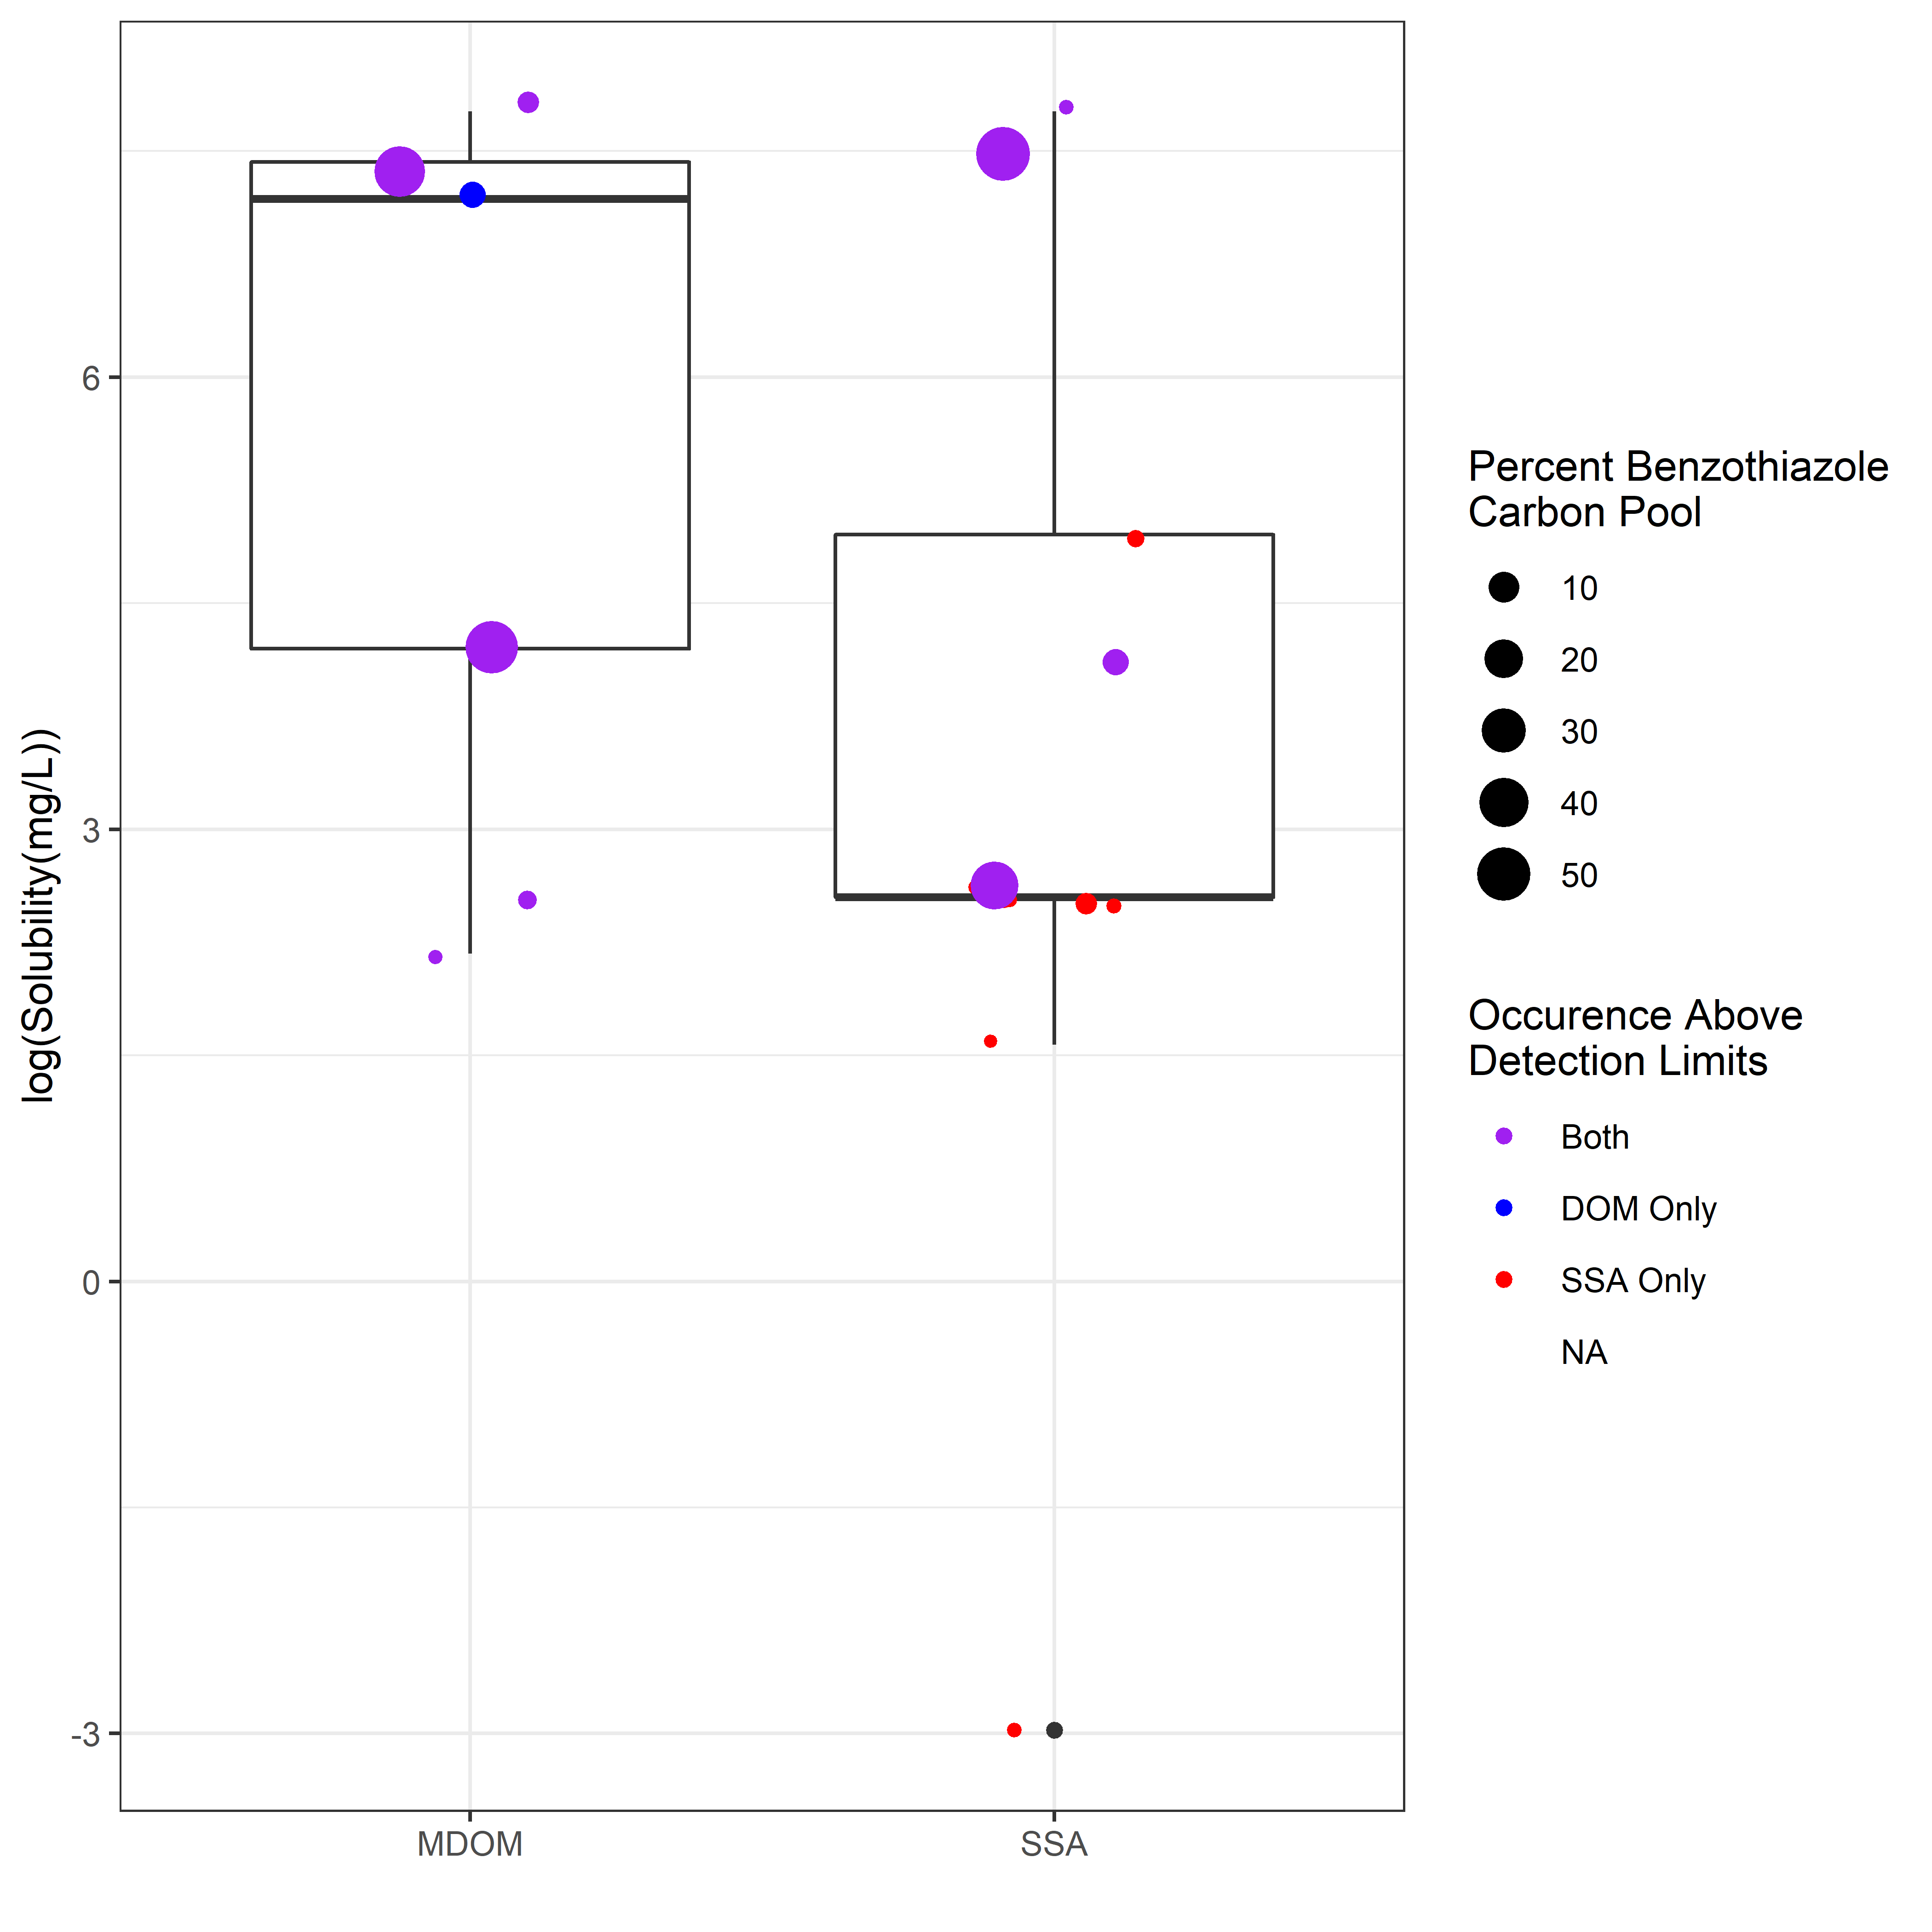 log(Solubility(mg/L))
6
3
0
-3
MDOM
SSA
Percent Benzothiazole
Carbon Pool
10
20
30
40
50
Occurence Above
Detection Limits
Both
DOM Only
SSA Only
NA